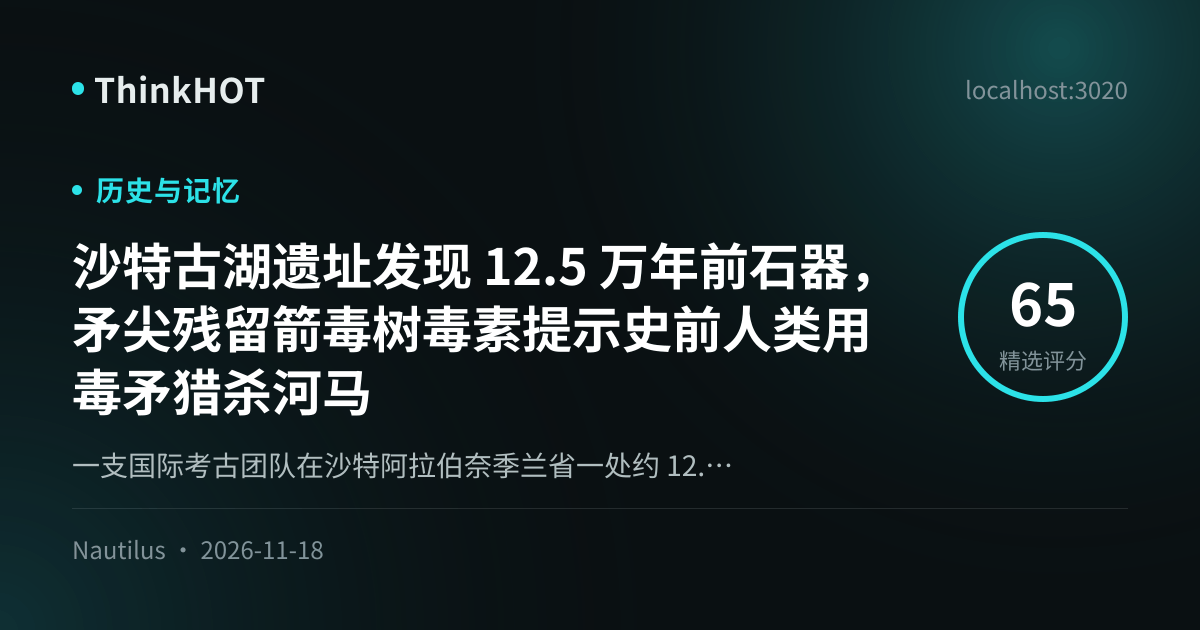 ThinkHOT
localhost:3020
历史与记忆
沙特古湖遗址发现 12.5 万年前石器，
矛尖残留箭毒树毒素提示史前人类用
毒矛猎杀河马
65
精选评分
一支国际考古团队在沙特阿拉伯奈季兰省一处约 12.…
Nautilus · 2026-11-18